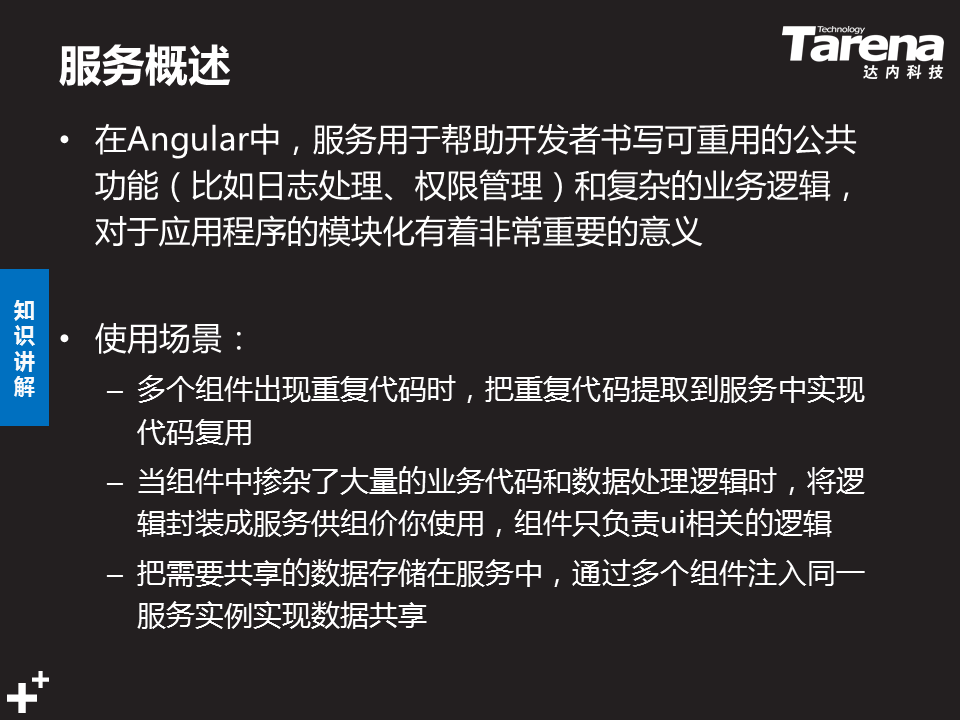 服务概述
Technology
Tarena
达内科技
• 在Angular中，服务用于帮助开发者书写可重用的公共
功能（比如日志处理、权限管理）和复杂的业务逻辑，
对于应用程序的模块化有着非常重要的意义
知
识
讲
解
• 使用场景：
– 多个组件出现重复代码时，把重复代码提取到服务中实现
代码复用
– 当组件中掺杂了大量的业务代码和数据处理逻辑时，将逻
辑封装成服务供组价你使用，组件只负责ui相关的逻辑
– 把需要共享的数据存储在服务中，通过多个组件注入同一
服务实例实现数据共享